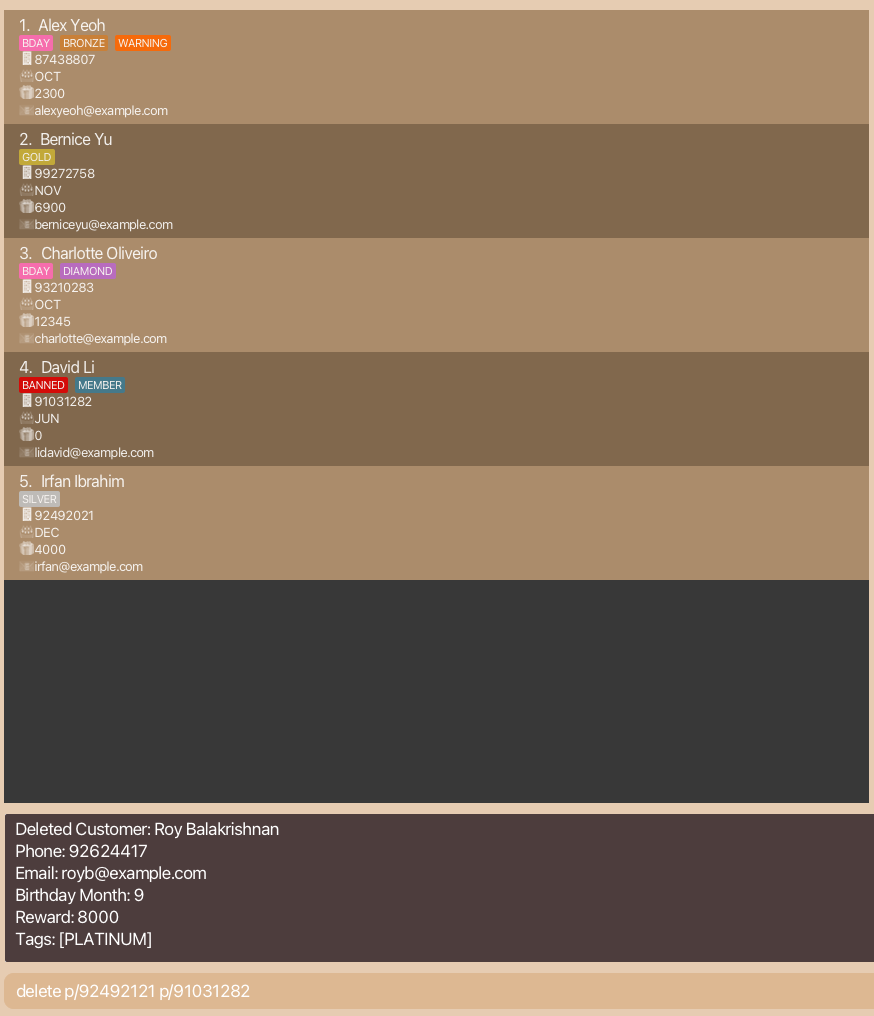 1. Alex Yeoh
BDAY BRONZE WARNING
87438807
OCT
2300
alexyeoh@example.com
2. Bernice Yu
GOLD
99272758
NOV
6900
berniceyu@example.com
3. Charlotte Oliveiro
BDAY DIAMOND
93210283
OCT
12345
charlotte@example.com
4. David Li
BANNED MEMBER
91031282
JUN
0
lidavid@example.com
5. Irfan Ibrahim
SILVER
92492021
DEC
4000
irfan@example.com
Deleted Customer: Roy Balakrishnan
Phone: 92624417
Email: royb@example.com
Birthday Month: 9
Reward: 8000
Tags: [PLATINUM]
delete p/92492121 p/91031282